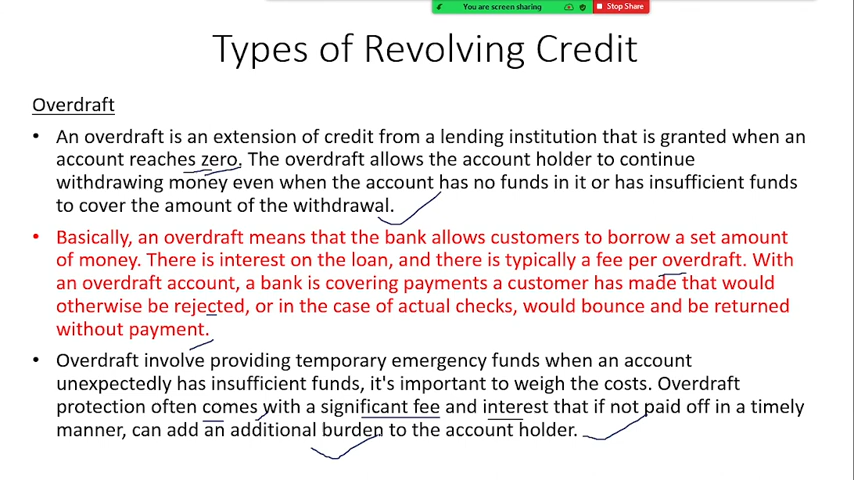 You are screen sharing
Stop Share
Types of Revolving Credit
Overdraft
• An overdraft is an extension of credit from a lending institution that is granted when an
account reaches zero. The overdraft allows the account holder to continue
withdrawing money even when the account has no funds in it or has insufficient funds
to cover the amount of the withdrawal.
• Basically, an overdraft means that the bank allows customers to borrow a set amount
of money. There is interest on the loan, and there is typically a fee per overdraft. With
an overdraft account, a bank is covering payments a customer has made that would
otherwise be rejected, or in the case of actual checks, would bounce and be returned
without payment.
• Overdraft involve providing temporary emergency funds when an account
unexpectedly has insufficient funds, it's important to weigh the costs. Overdraft
protection often comes with a significant fee and interest that if not paid off in a timely
manner, can add an additional burden to the account holder.